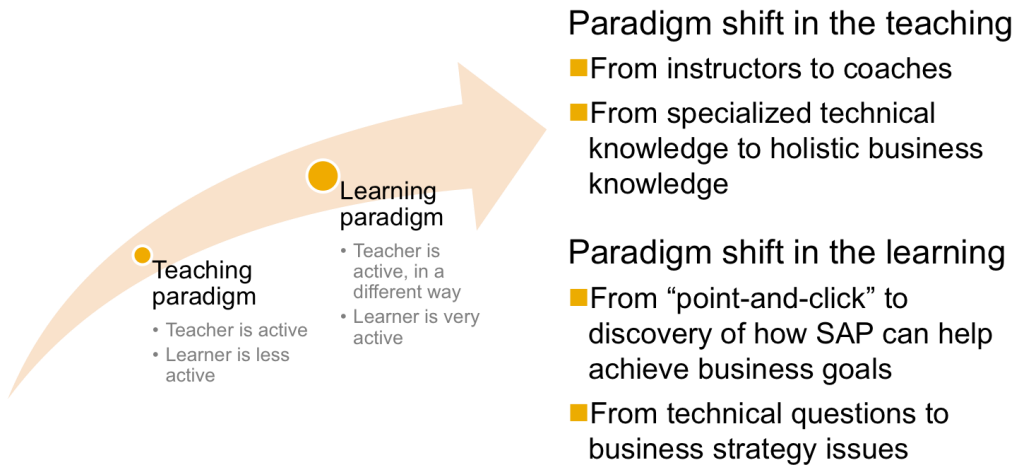 Teaching
paradigm
• Teacher is active
• Learner is less
active
Learning
paradigm
• Teacher is
active, in a
different way
• Learner is very
active
Paradigm shift in the teaching
From instructors to coaches
From specialized technical
knowledge to holistic business
knowledge
Paradigm shift in the learning
From “point-and-click” to
discovery of how SAP can help
achieve business goals
From technical questions to
business strategy issues